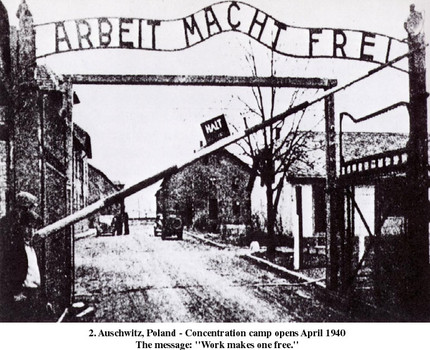 ARBEIT MACHT FREI
HALT
2. Auschwitz, Poland - Concentration camp opens April 1940
The message: "Work makes one free."